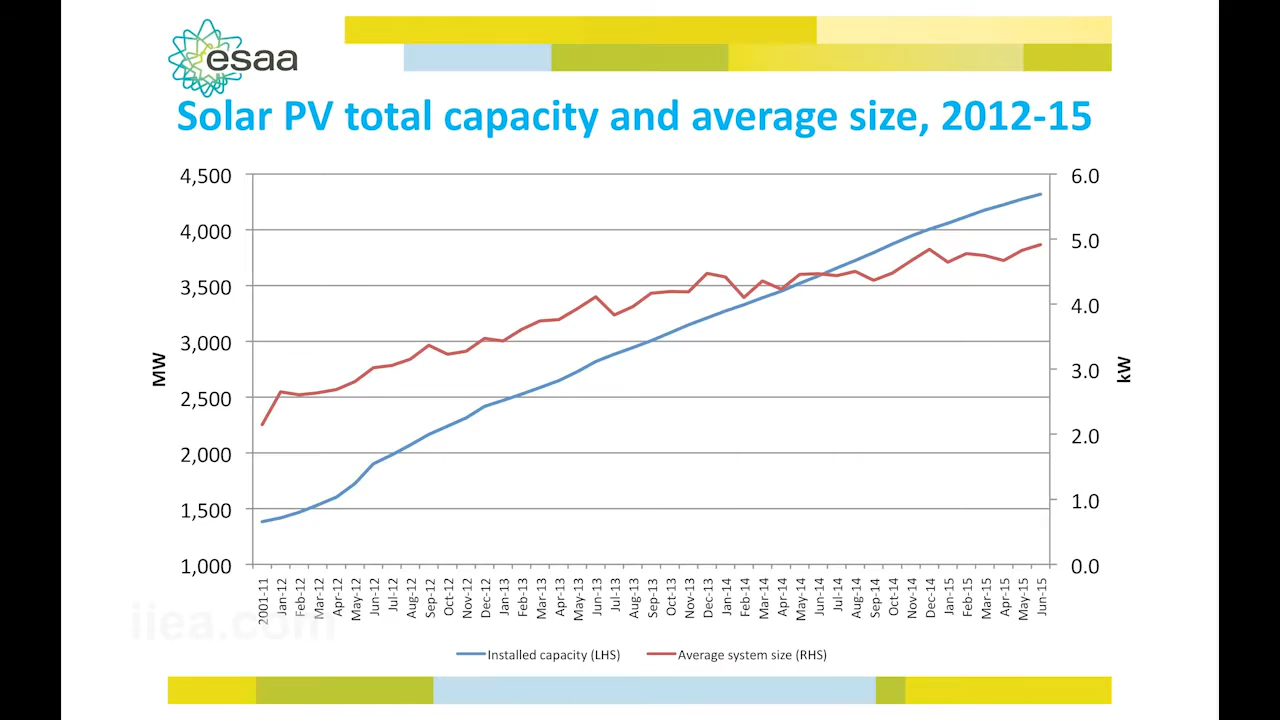 esaa
Solar PV total capacity and average size, 2012-15
4,500
4,000
3,500
3,000
2,500
2,000
1,500
1,000
MW
6.0
5.0
4.0
3.0
2.0
1.0
0.0
kW
2001-11
Jan-12
Feb-12
Mar-12
Apr-12
May-12
Jun-12
Jul-12
Aug-12
Sep-12
Oct-12
Nov-12
Dec-12
Jan-13
Feb-13
Mar-13
Apr-13
May-13
Jun-13
Jul-13
Aug-13
Sep-13
Oct-13
Nov-13
Dec-13
Jan-14
Feb-14
Mar-14
Apr-14
May-14
Jun-14
Jul-14
Aug-14
Sep-14
Oct-14
Nov-14
Dec-14
Jan-15
Feb-15
Mar-15
Apr-15
May-15
Jun-15
iiea.com
Installed capacity (LHS)
Average system size (RHS)